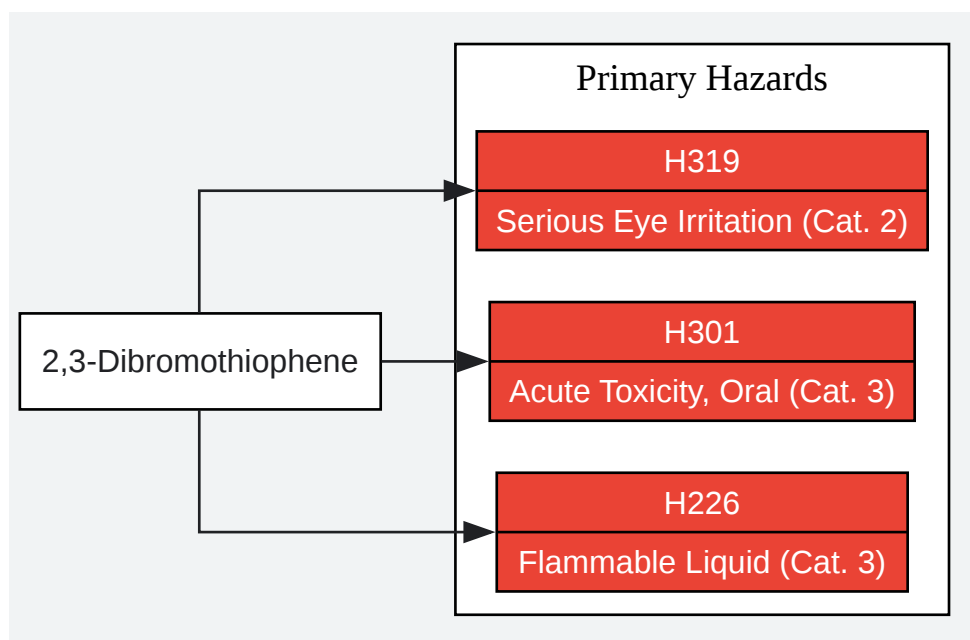 Primary Hazards
H319
Serious Eye Irritation (Cat. 2)
2,3-Dibromothiophene
H301
Acute Toxicity, Oral (Cat. 3)
H226
Flammable Liquid (Cat. 3)